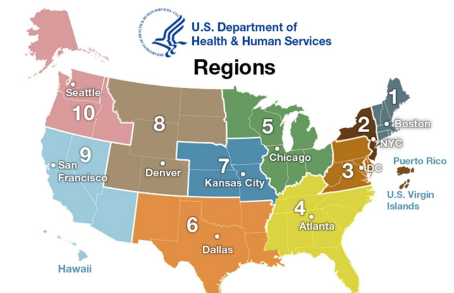 U.S. Department of
Health & Human Services
Regions
Seattle
10
8
5
1
2
Boston
NYC
9
San
Francisco
Denver
7
Kansas City
Chicago
3
DC
Puerto Rico
U.S. Virgin
Islands
6
Dallas
4
Atlanta
Hawaii